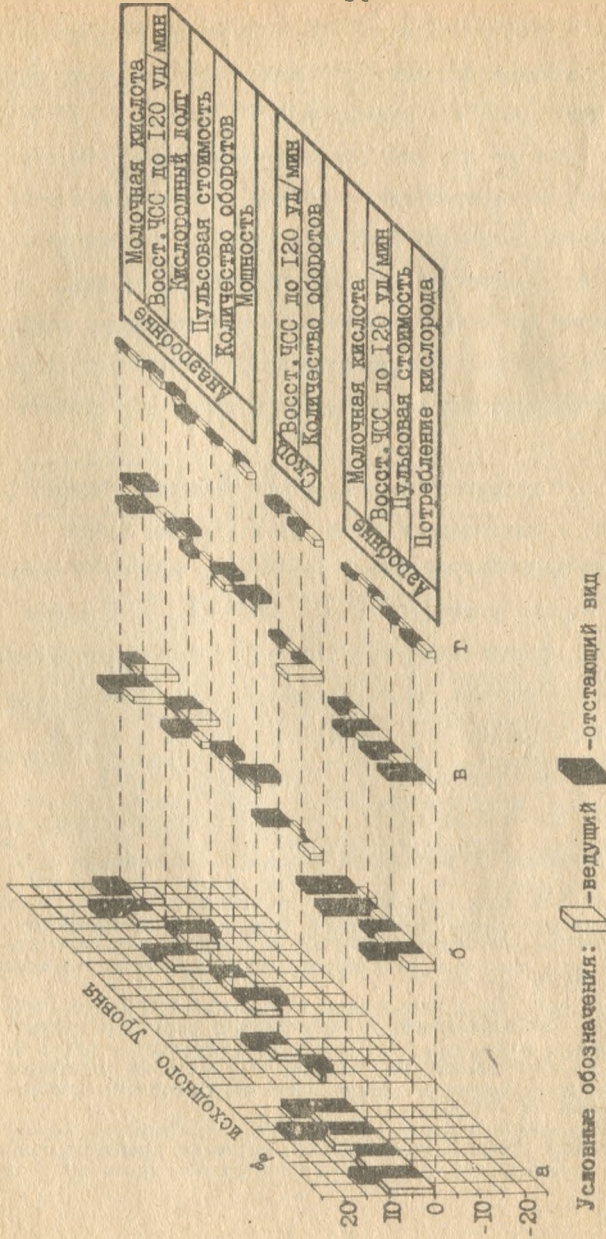 % исходного уровня
20
10
0
-10
-20
а
б
в
г
Анаэробные
Молочная кислота
Восст.ЧСС до 120 уд/мин
Кислородный долг
Пульсовая стоимость
Количество оборотов
Мощность
Скор
Восст.ЧСС до 120 уд/мин
Количество оборотов
Аэробные
Молочная кислота
Восст.ЧСС до 120 уд/мин
Пульсовая стоимость
Потребление кислорода
Условные обозначения: -ведущий -отстающий вид